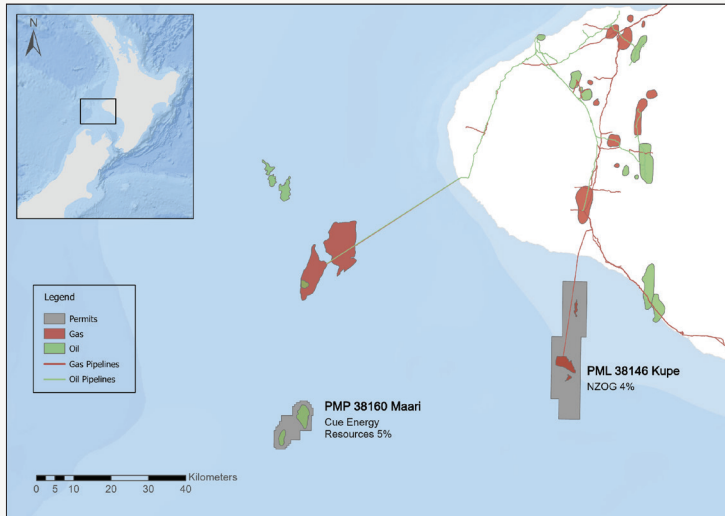 N
Legend
Permits
Gas
Oil
Gas Pipelines
Oil Pipelines
PML 38146 Kupe
NZOG 4%
PMP 38160 Maari
Cue Energy
Resources 5%
Kilometers
0 5 10 20 30 40